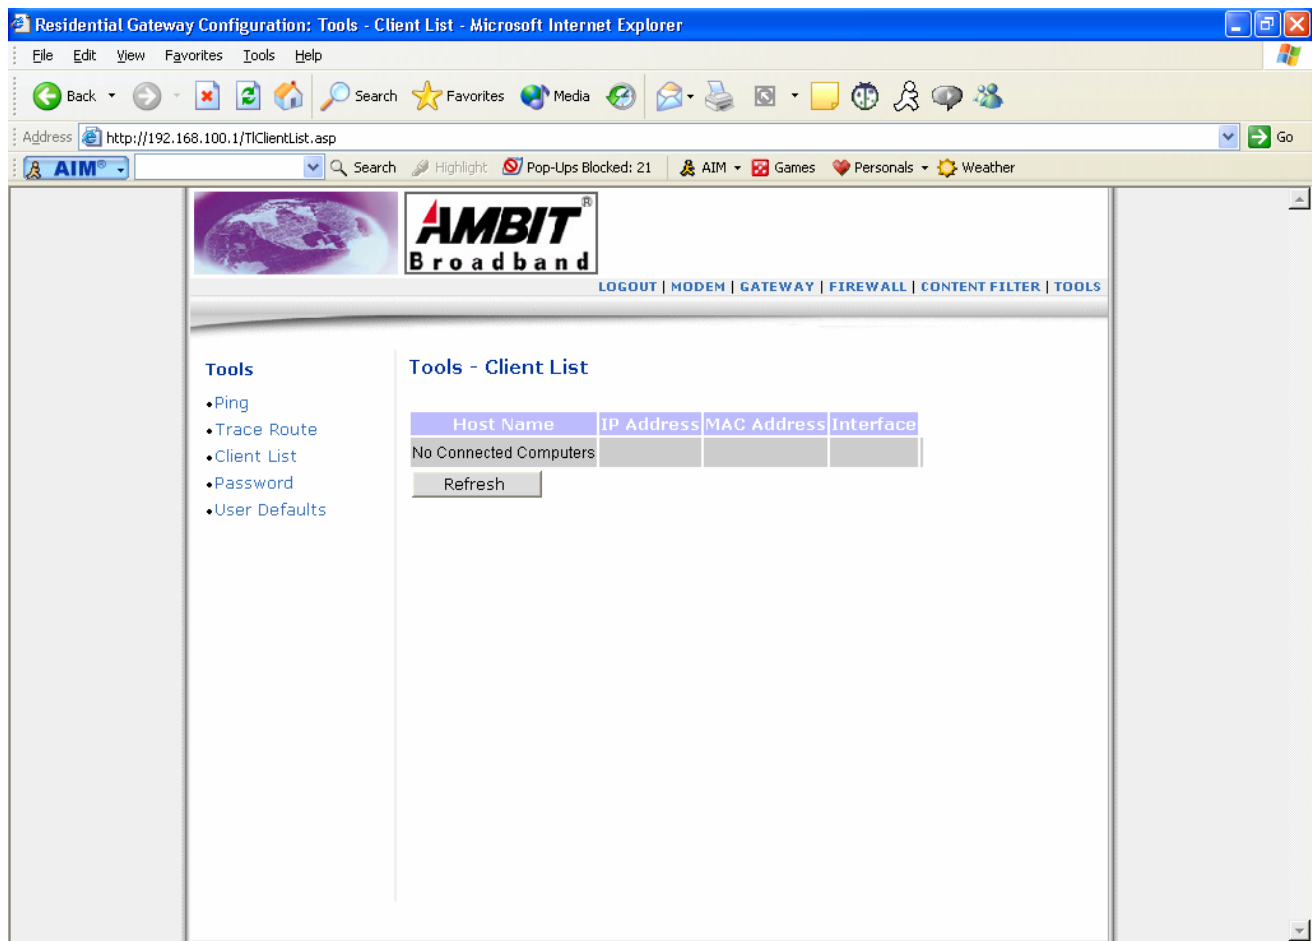 Residential Gateway Configuration: Tools - Client List - Microsoft Internet Explorer
File Edit View Favorites Tools Help
Back Search Favorites Media
Address http://192.168.100.1/TlClientList.asp Go
AIM® Search Highlight Pop-Ups Blocked: 21 AIM Games Personals Weather
AMBIT®
Broadband
LOGOUT | MODEM | GATEWAY | FIREWALL | CONTENT FILTER | TOOLS
Tools
•Ping
•Trace Route
•Client List
•Password
•User Defaults
Tools - Client List
Host Name IP Address MAC Address Interface
No Connected Computers
Refresh